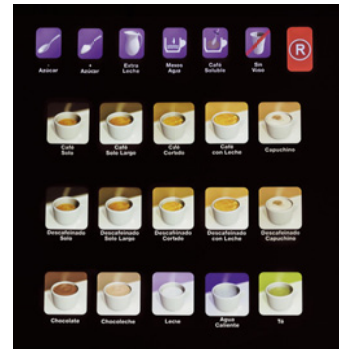 - Azúcar
+ Azúcar
Extra Leche
Menos Agua
Café Soluble
Sin Vaso
R
Café Solo
Café Solo Largo
Café Cortado
Café con Leche
Capuchino
Descafeinado Solo
Descafeinado Solo Largo
Descafeinado Cortado
Descafeinado con Leche
Descafeinado Capuchino
Chocolate
Chocoleche
Leche
Agua Caliente
Té